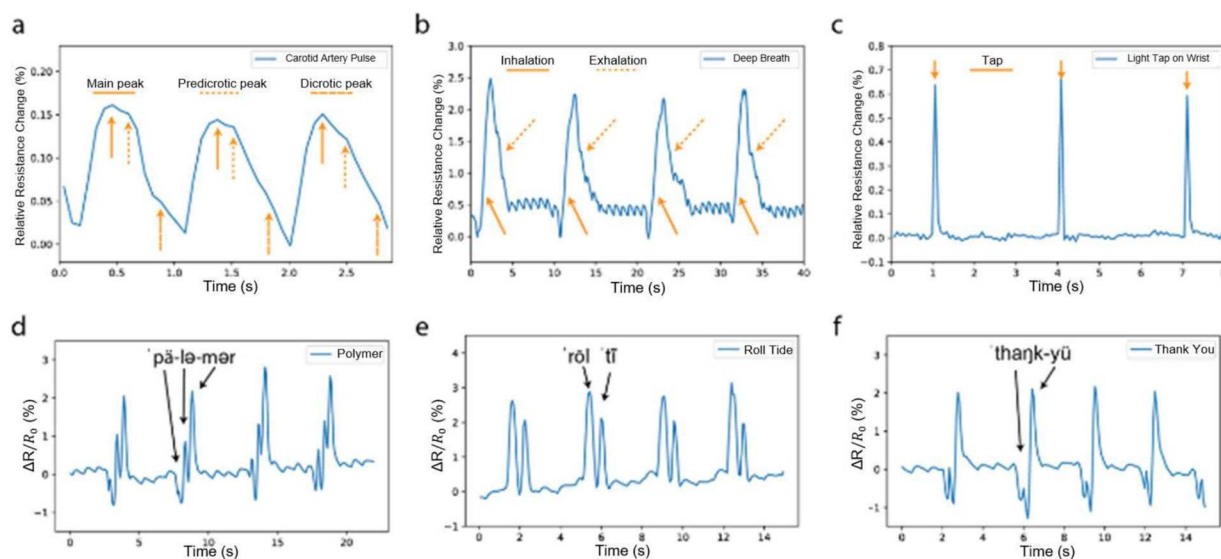 a
Carotid Artery Pulse
Main peak Predicrotic peak Dicrotic peak
Relative Resistance Change (%)
0.20
0.15
0.10
0.05
0.00
0.0 0.5 1.0 1.5 2.0 2.5
Time (s)
b
Deep Breath
Inhalation Exhalation
Relative Resistance Change (%)
3.0
2.5
2.0
1.5
1.0
0.5
0.0
0 5 10 15 20 25 30 35 40
Time (s)
c
Light Tap on Wrist
Tap
Relative Resistance Change (%)
0.8
0.7
0.6
0.5
0.4
0.3
0.2
0.1
0.0
-0.1
0 1 2 3 4 5 6 7 8
Time (s)
d
Polymer
ˈpä-lə-mər
ΔR/R₀ (%)
3
2
1
0
−1
0 5 10 15 20
Time (s)
e
Roll Tide
ˈrōl ˈtī
ΔR/R₀ (%)
4
3
2
1
0
−1
0 2 4 6 8 10 12 14
Time (s)
f
Thank You
ˈthaŋk-yü
ΔR/R₀ (%)
3
2
1
0
−1
0 2 4 6 8 10 12 14
Time (s)